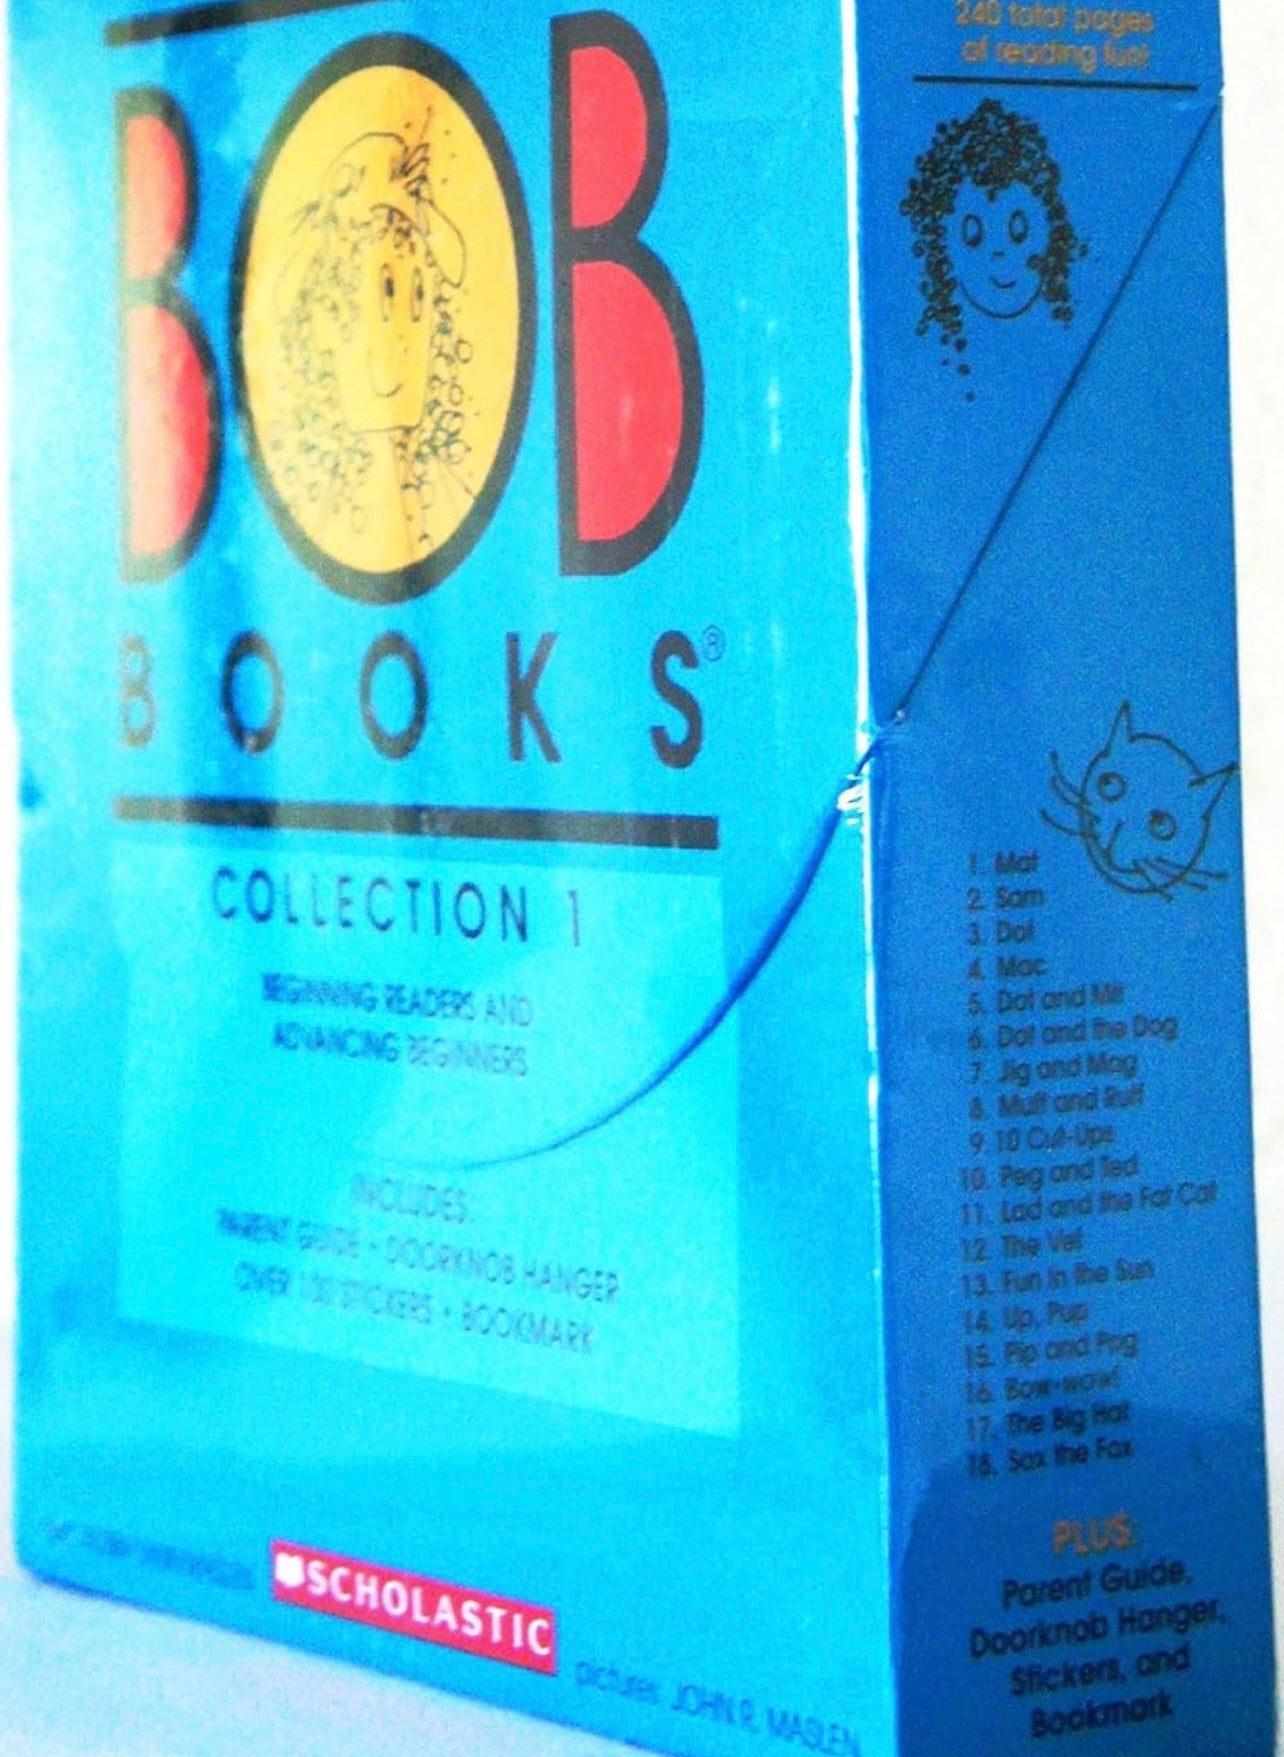 BOB
BOOKS®
COLLECTION 1
BEGINNING READERS AND
ADVANCING BEGINNERS
INCLUDES:
PARENT GUIDE • DOORKNOB HANGER
OVER 100 STICKERS • BOOKMARK
SCHOLASTIC
pictures JOHN R. MASLEN
240 total pages
of reading fun!
1. Mat
2. Sam
3. Dot
4. Mac
5. Dot and Mit
6. Dot and the Dog
7. Jig and Mag
8. Muff and Ruff
9. 10 Cut-Ups
10. Peg and Ted
11. Lad and the Fat Cat
12. The Vet
13. Fun in the Sun
14. Up, Pup
15. Pip and Pog
16. Bow-wow!
17. The Big Hat
18. Sox the Fox
PLUS:
Parent Guide,
Doorknob Hanger,
Stickers, and
Bookmark